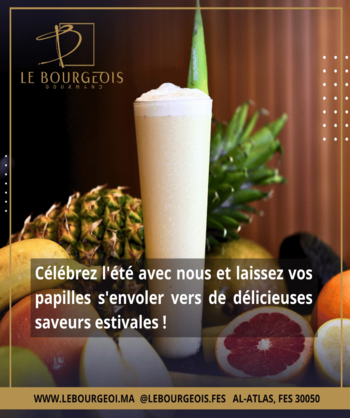 LE BOURGEOIS
GOURMAND
Célébrez l'été avec nous et laissez vos
papilles s'envoler vers de délicieuses
saveurs estivales !
WWW.LEBOURGEOI.MA @LEBOURGEOIS.FES AL-ATLAS, FES 30050